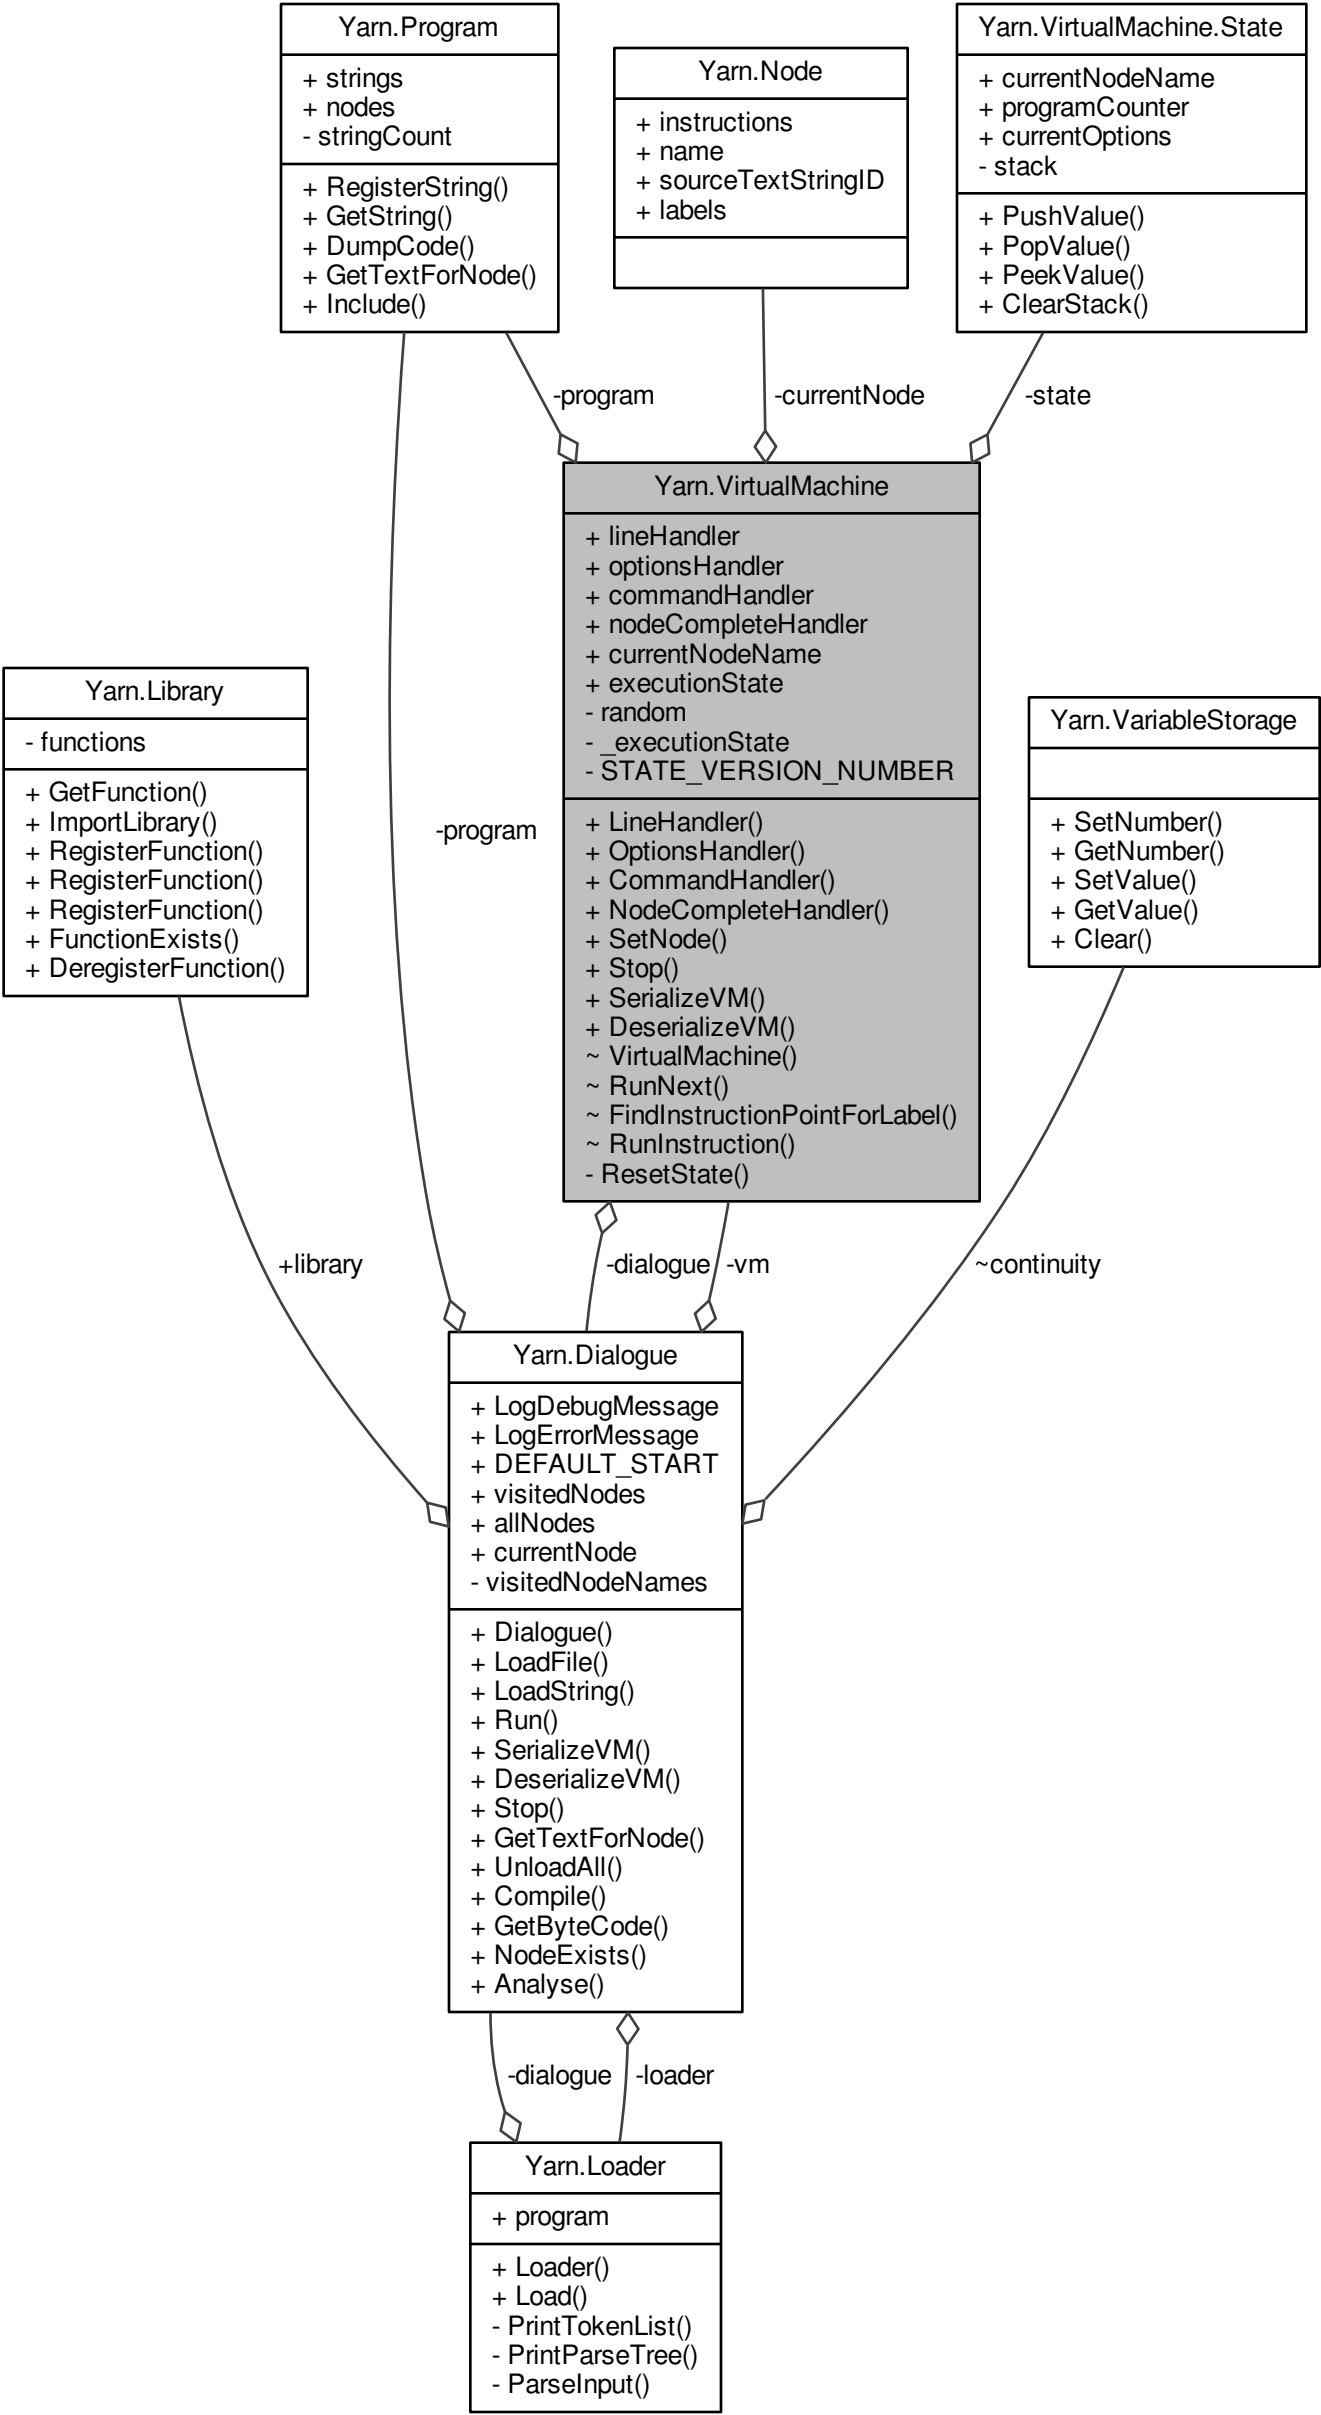 Yarn.Program
+ strings
+ nodes
- stringCount
+ RegisterString()
+ GetString()
+ DumpCode()
+ GetTextForNode()
+ Include()
Yarn.Node
+ instructions
+ name
+ sourceTextStringID
+ labels
Yarn.VirtualMachine.State
+ currentNodeName
+ programCounter
+ currentOptions
- stack
+ PushValue()
+ PopValue()
+ PeekValue()
+ ClearStack()
-program
-currentNode
-state
Yarn.VirtualMachine
+ lineHandler
+ optionsHandler
+ commandHandler
+ nodeCompleteHandler
+ currentNodeName
+ executionState
- random
- _executionState
- STATE_VERSION_NUMBER
+ LineHandler()
+ OptionsHandler()
+ CommandHandler()
+ NodeCompleteHandler()
+ SetNode()
+ Stop()
+ SerializeVM()
+ DeserializeVM()
~ VirtualMachine()
~ RunNext()
~ FindInstructionPointForLabel()
~ RunInstruction()
- ResetState()
Yarn.Library
- functions
+ GetFunction()
+ ImportLibrary()
+ RegisterFunction()
+ RegisterFunction()
+ RegisterFunction()
+ FunctionExists()
+ DeregisterFunction()
-program
Yarn.VariableStorage
+ SetNumber()
+ GetNumber()
+ SetValue()
+ GetValue()
+ Clear()
+library
-dialogue
-vm
~continuity
Yarn.Dialogue
+ LogDebugMessage
+ LogErrorMessage
+ DEFAULT_START
+ visitedNodes
+ allNodes
+ currentNode
- visitedNodeNames
+ Dialogue()
+ LoadFile()
+ LoadString()
+ Run()
+ SerializeVM()
+ DeserializeVM()
+ Stop()
+ GetTextForNode()
+ UnloadAll()
+ Compile()
+ GetByteCode()
+ NodeExists()
+ Analyse()
-dialogue
-loader
Yarn.Loader
+ program
+ Loader()
+ Load()
- PrintTokenList()
- PrintParseTree()
- ParseInput()